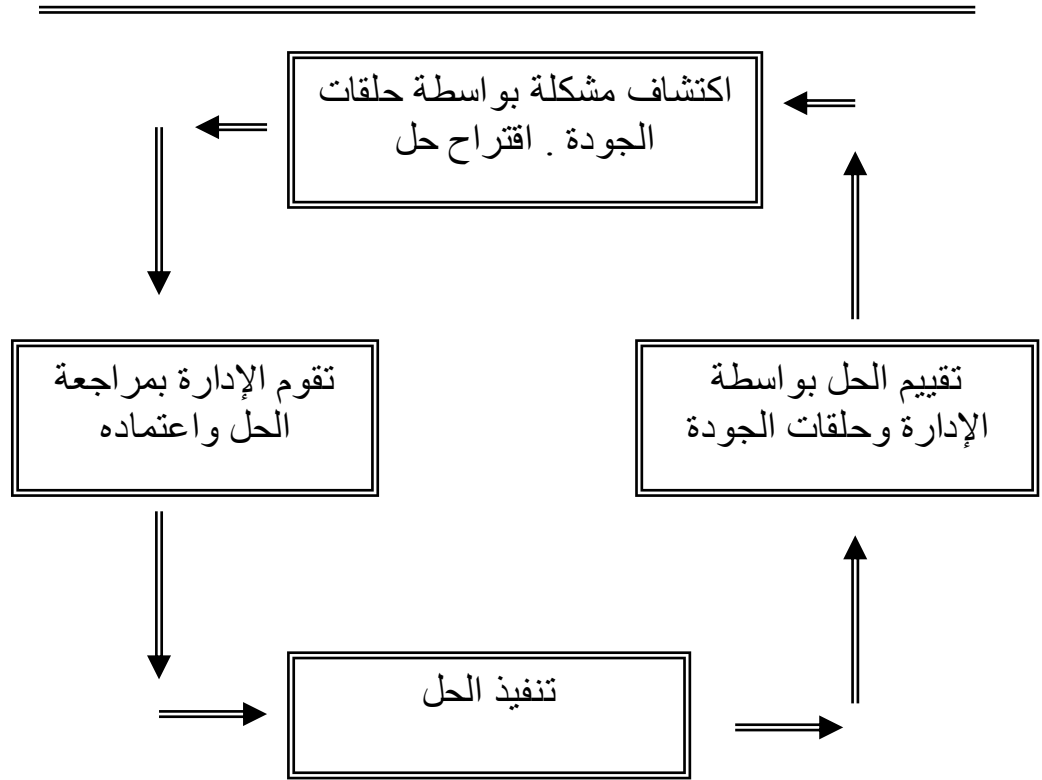 اكتشاف مشكلة بواسطة حلقات
الجودة . اقتراح حل
تقوم الإدارة بمراجعة
الحل واعتماده
تقييم الحل بواسطة
الإدارة وحلقات الجودة
تنفيذ الحل